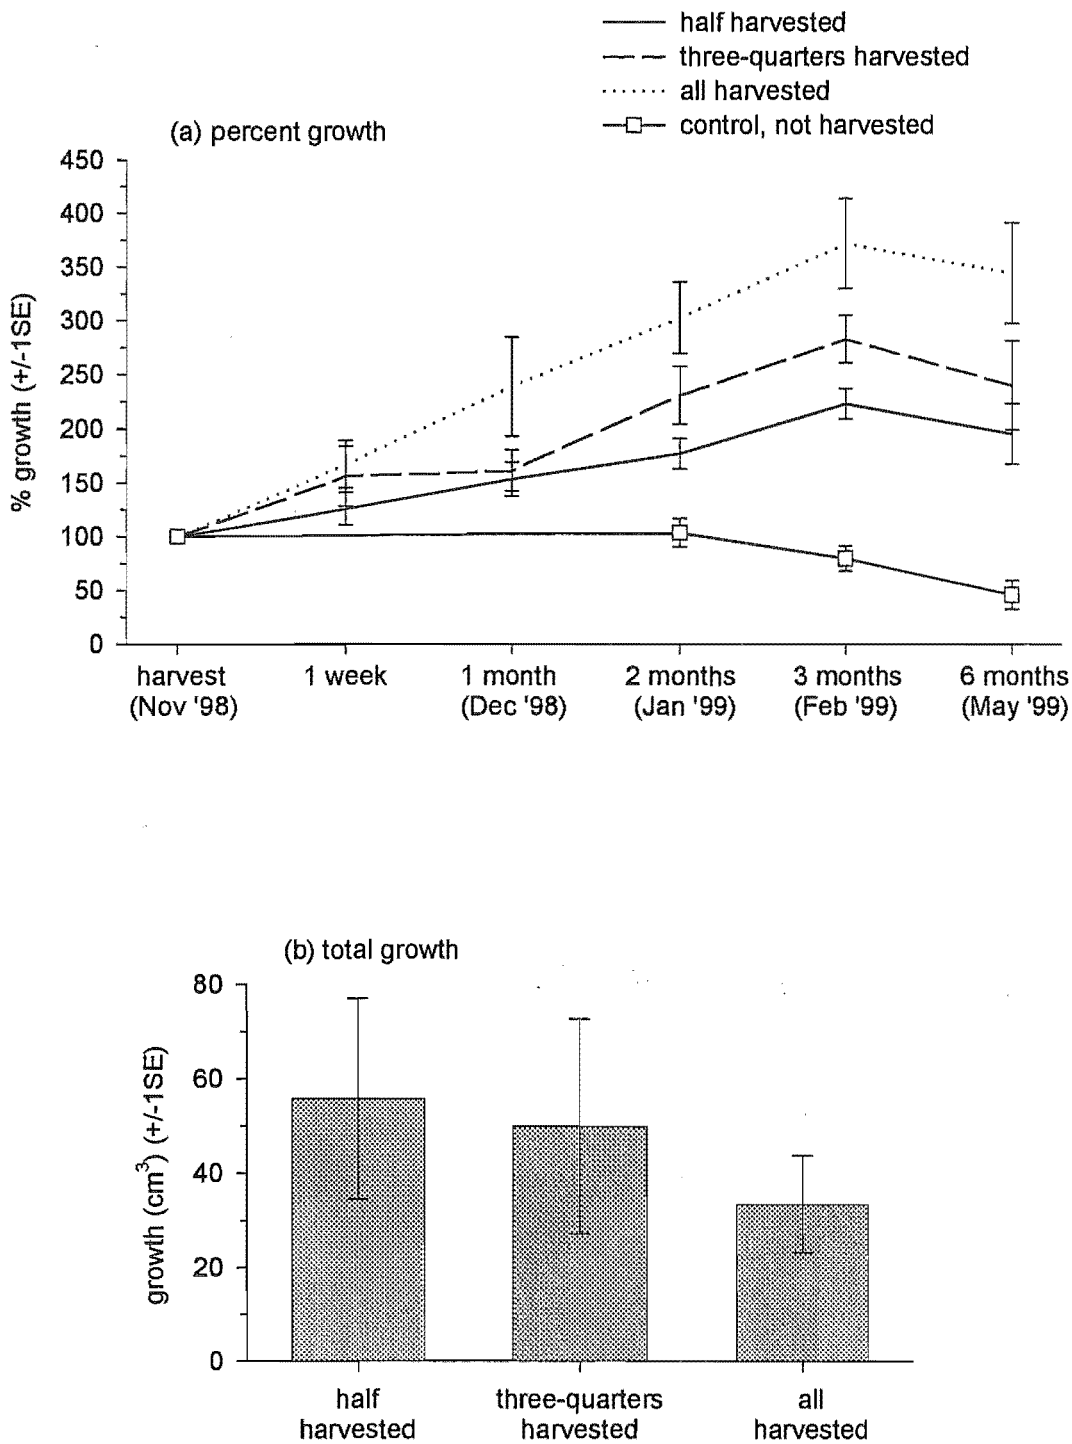 half harvested
three-quarters harvested
all harvested
control, not harvested
(a) percent growth
450
400
350
300
250
200
150
100
50
0
% growth (+/-1SE)
harvest 1 week 1 month 2 months 3 months 6 months
(Nov '98) (Dec '98) (Jan '99) (Feb '99) (May '99)
(b) total growth
80
60
40
20
0
growth (cm³) (+/-1SE)
half three-quarters all
harvested harvested harvested